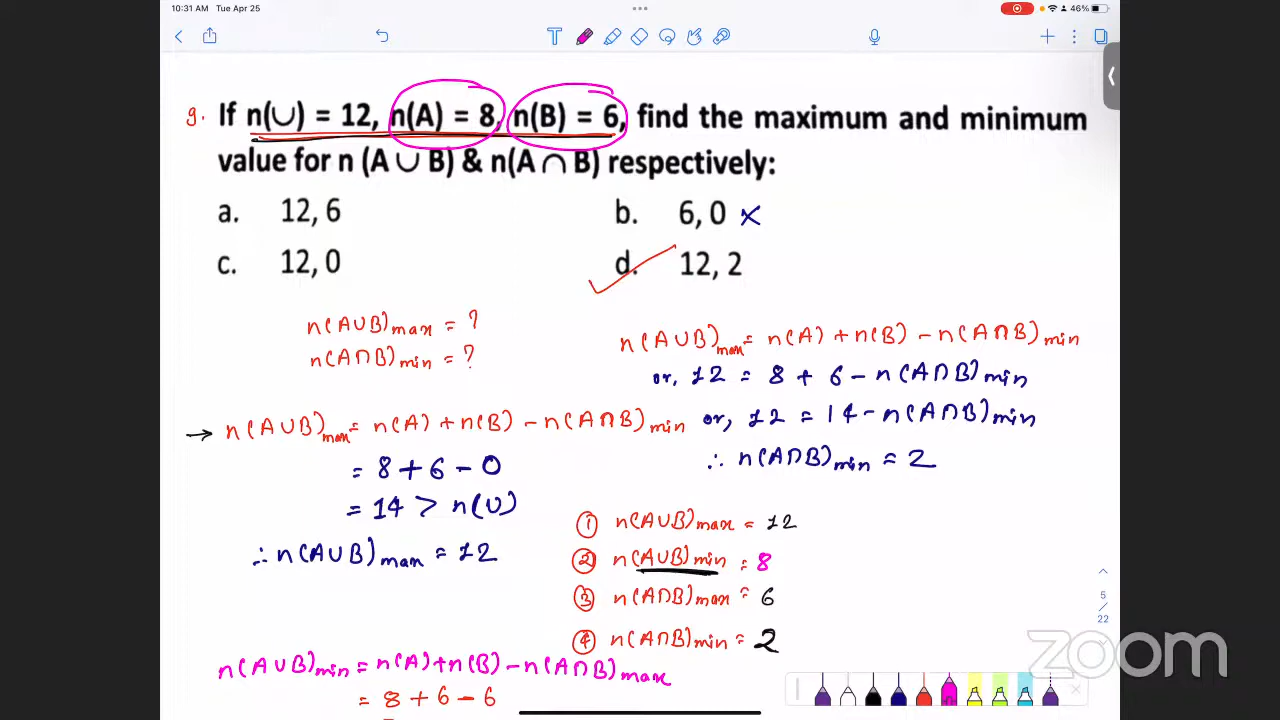 10:31 AM Tue Apr 25
46%
9. If n(∪) = 12, n(A) = 8, n(B) = 6, find the maximum and minimum
value for n (A ∪ B) & n(A ∩ B) respectively:
a. 12, 6
b. 6, 0 ×
c. 12, 0
d. 12, 2
n(A∪B)max = ?
n(A∩B)min = ?
→ n(A∪B)max = n(A) + n(B) - n(A∩B)min
= 8 + 6 - 0
= 14 > n(U)
∴ n(A∪B)max = 12
n(A∪B)max = n(A) + n(B) - n(A∩B)min
or, 12 = 8 + 6 - n(A∩B)min
or, 12 = 14 - n(A∩B)min
∴ n(A∩B)min = 2
① n(A∪B)max = 12
② n(A∪B)min = 8
③ n(A∩B)max = 6
④ n(A∩B)min = 2
n(A∪B)min = n(A) + n(B) - n(A∩B)max
= 8 + 6 - 6
5
/
22
zoom